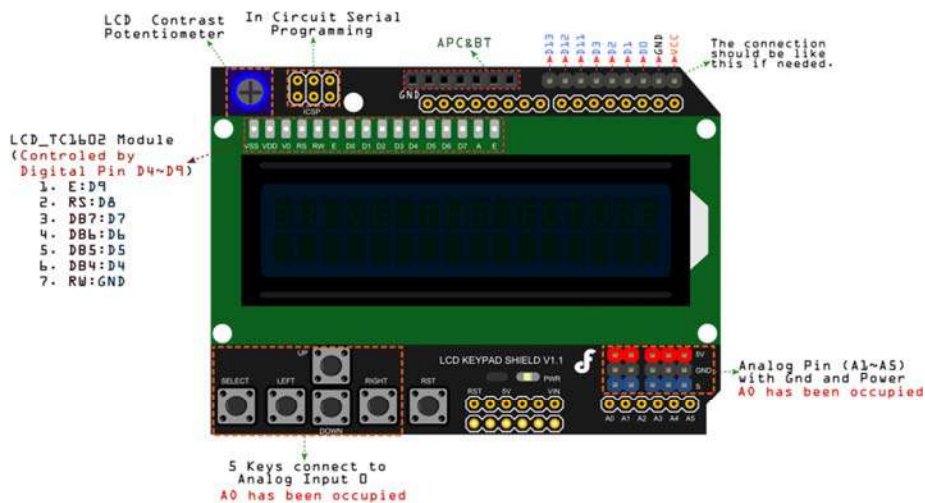 LCD Contrast
Potentiometer
In Circuit Serial
Programming
APC&BT
D13
D12
D11
D3
D2
D1
D0
GND
VCC
The connection
should be like
this if needed.
ICSP
GND
LCD_TC1602 Module
(Controled by
Digital Pin D4~D9)
1. E:D9
2. RS:D8
3. DB7:D7
4. DB6:D6
5. DB5:D5
6. DB4:D4
7. RW:GND
VSS VDD V0 RS RW E D0 D1 D2 D3 D4 D5 D6 D7 A E
UP
LCD KEYPAD SHIELD V1.1
PWR
SELECT LEFT RIGHT RST
DOWN
RST 5V VIN
5V
GND
S
A0 A1 A2 A3 A4 A5
Analog Pin (A1~A5)
with Gnd and Power
A0 has been occupied
5 Keys connect to
Analog Input 0
A0 has been occupied